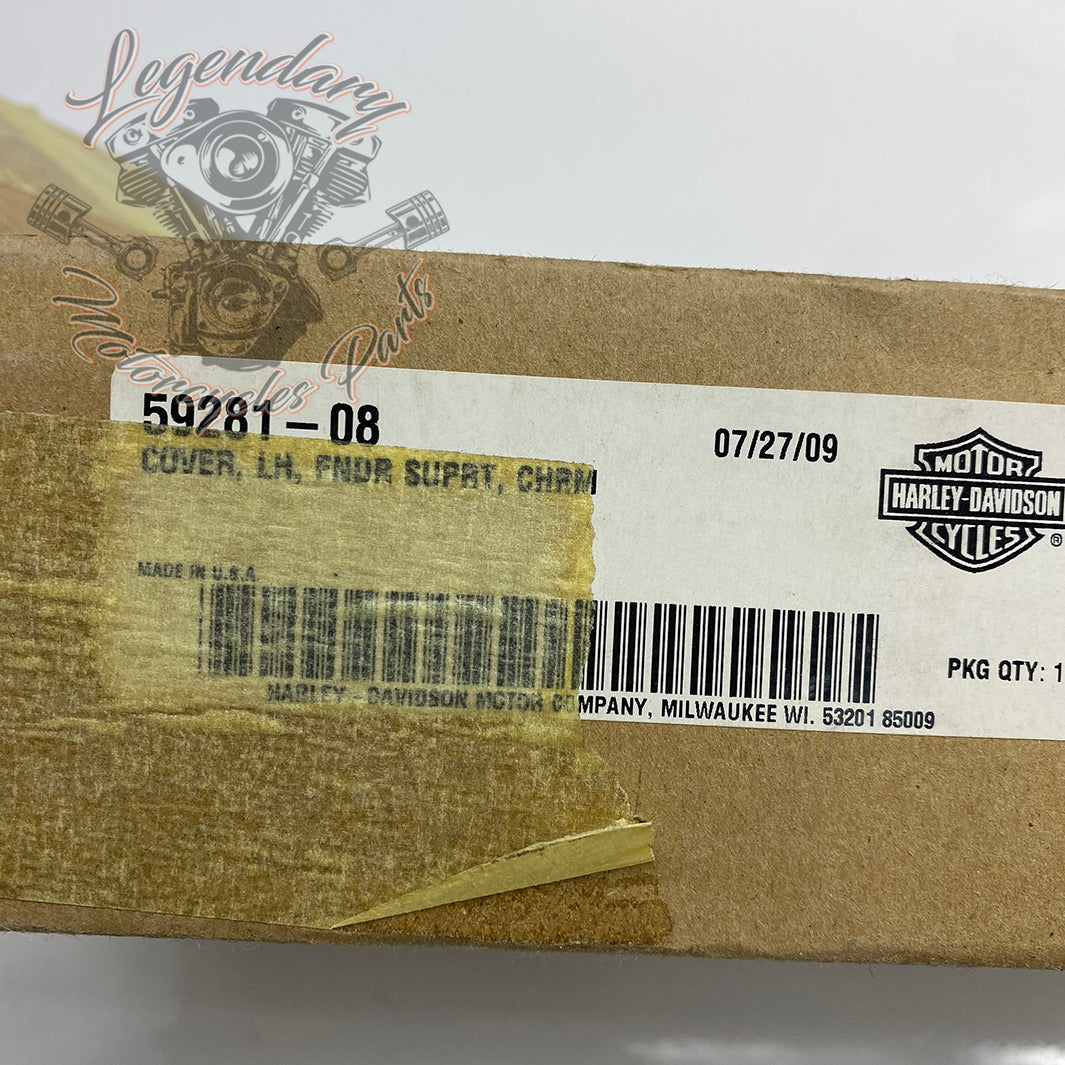 Legendary
Motorcycles Parts
59281-08
07/27/09
COVER, LH, FNDR SUPRT, CHRM
MOTOR
HARLEY-DAVIDSON
CYCLES
®
MADE IN U.S.A
PKG QTY: 1
HARLEY - DAVIDSON MOTOR COMPANY, MILWAUKEE WI. 53201 85009